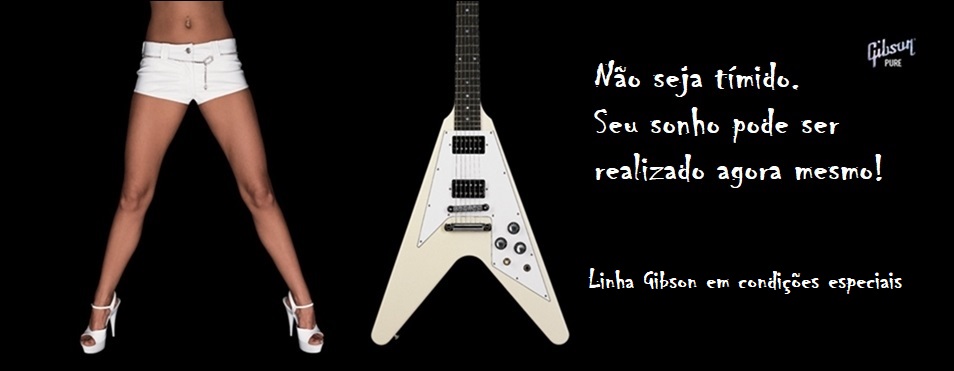 Gibson
PURE
Não seja tímido.
Seu sonho pode ser
realizado agora mesmo!
Linha Gibson em condições especiais